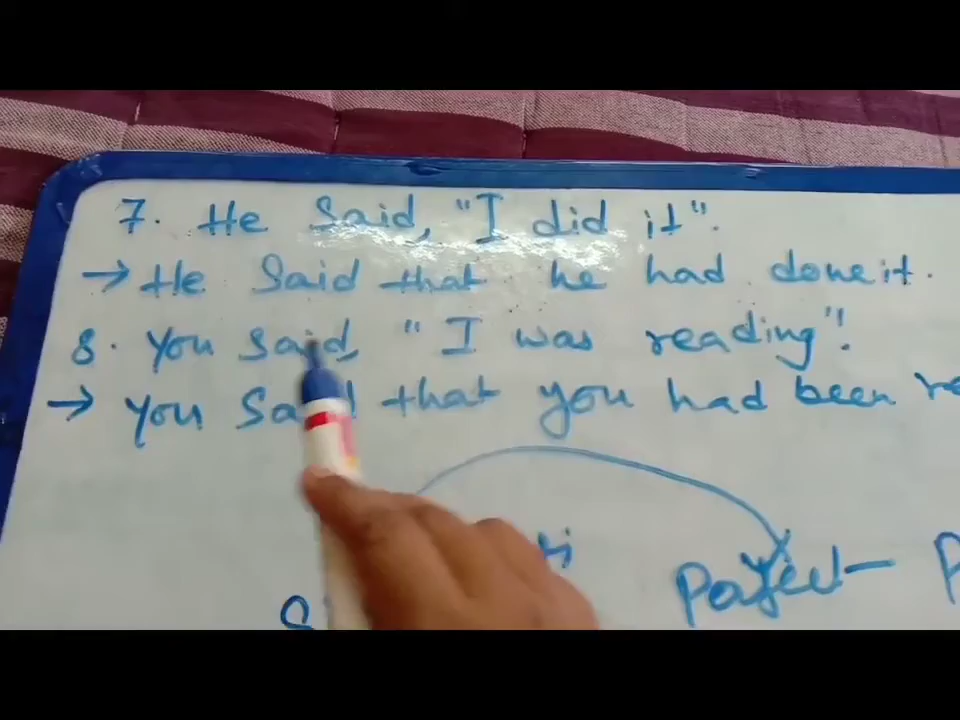 7. He Said, "I did it".
→ He Said that he had done it.
8. You Said, "I was reading".
→ You Said that you had been